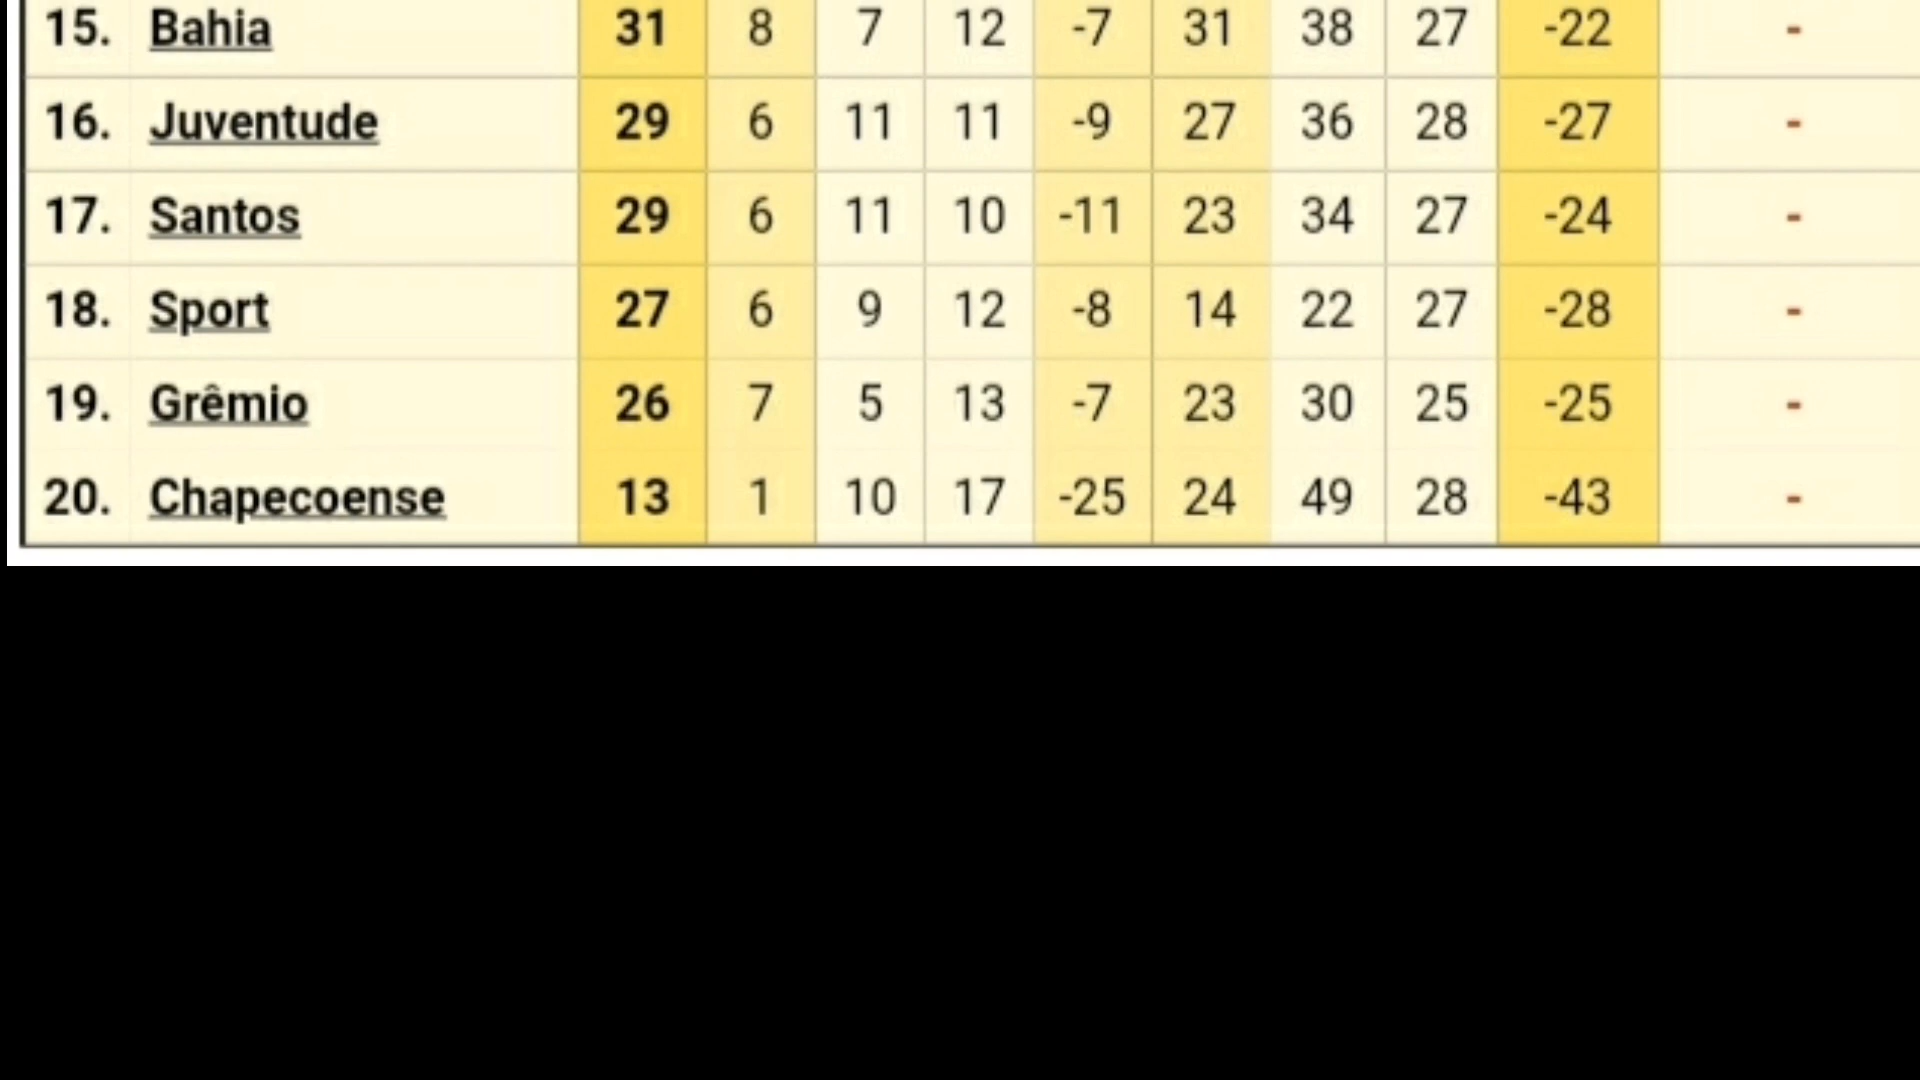 15. Bahia 31 8 7 12 -7 31 38 27 -22 -
16. Juventude 29 6 11 11 -9 27 36 28 -27 -
17. Santos 29 6 11 10 -11 23 34 27 -24 -
18. Sport 27 6 9 12 -8 14 22 27 -28 -
19. Grêmio 26 7 5 13 -7 23 30 25 -25 -
20. Chapecoense 13 1 10 17 -25 24 49 28 -43 -